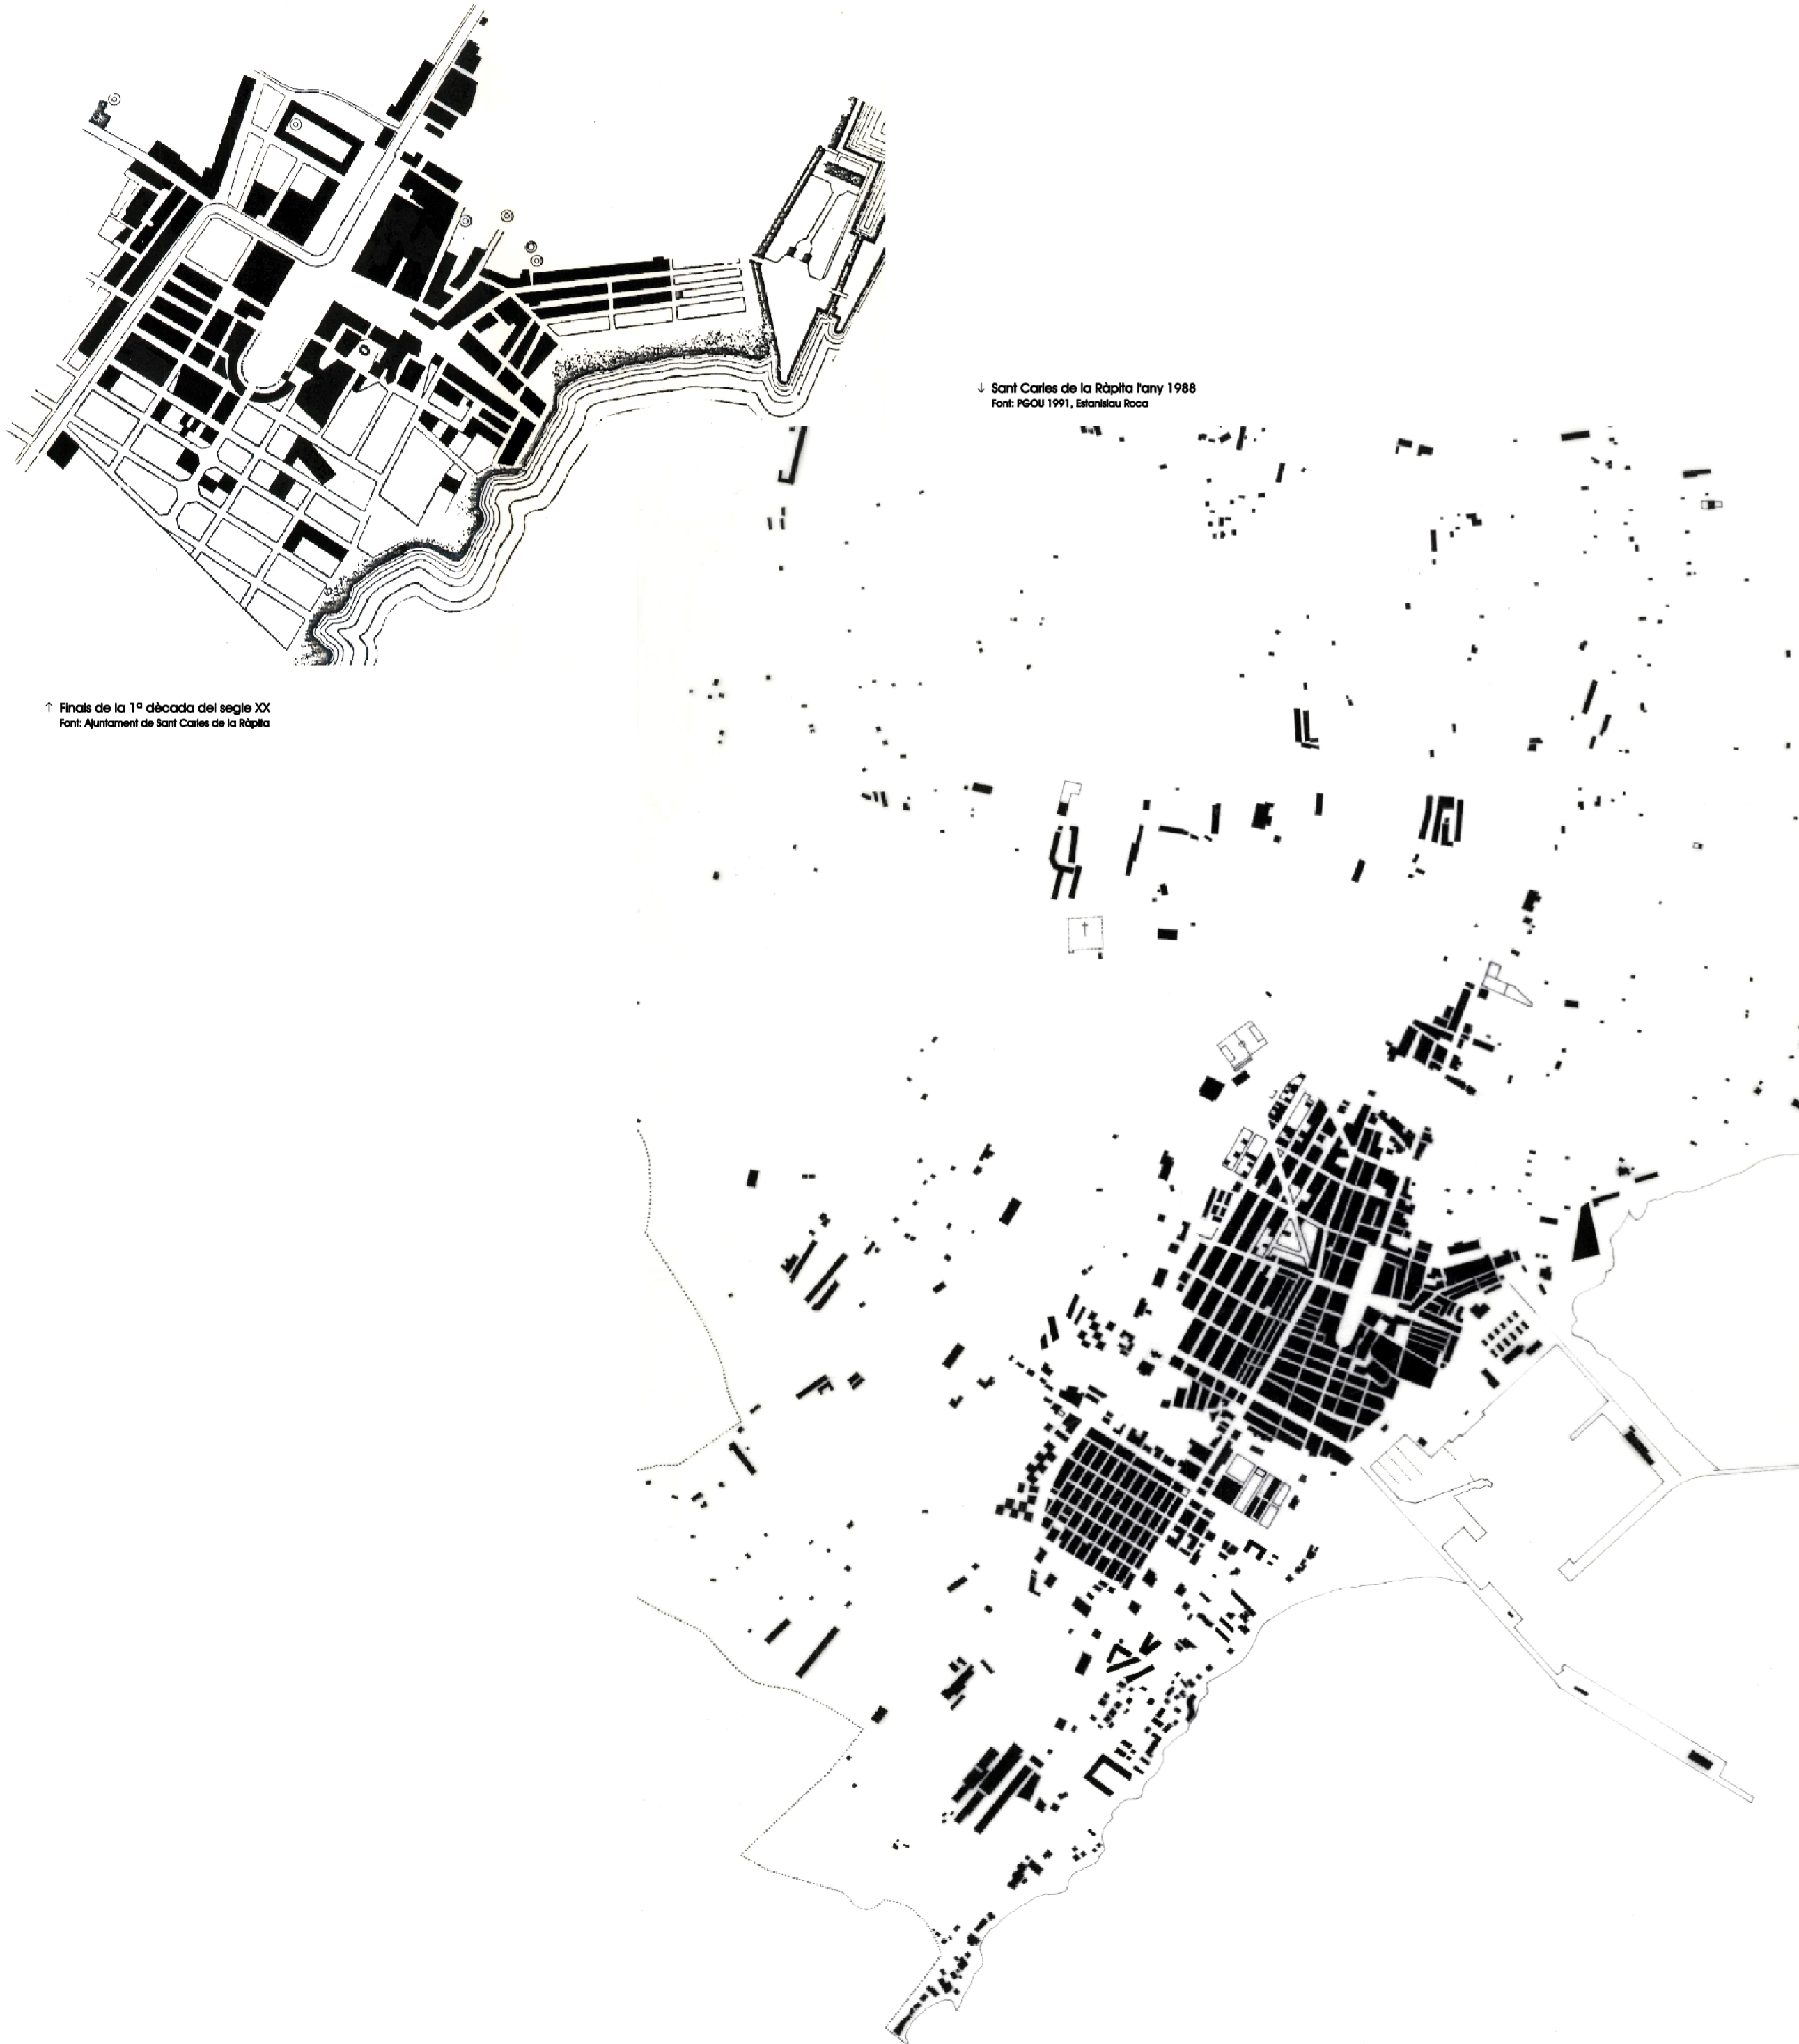 ↓ Sant Carles de la Ràpita l'any 1988
Font: PGOU 1991, Estanislau Roca
↑ Finals de la 1ª dècada del segle XX
Font: Ajuntament de Sant Carles de la Ràpita